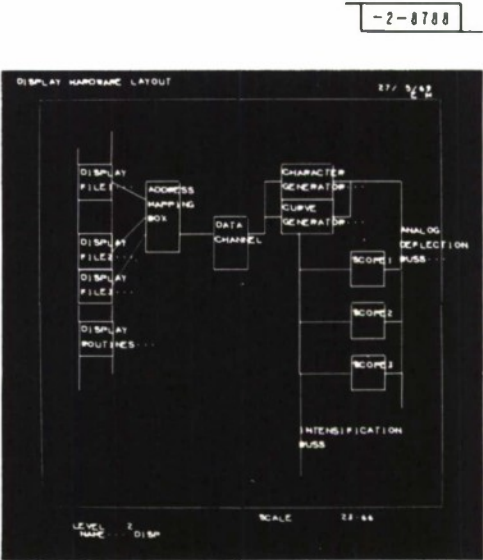 -2-8788
DISPLAY HARDWARE LAYOUT
27/ 5/69
E M
DISPLAY
FILE1...
ADDRESS
MAPPING
BOX
DISPLAY
FILE2...
DISPLAY
FILE3...
DISPLAY
ROUTINES...
DATA
CHANNEL
CHARACTER
GENERATOR...
CURVE
GENERATOR...
ANALOG
DEFLECTION
BUSS...
SCOPE1
SCOPE2
SCOPE3
INTENSIFICATION
BUSS
LEVEL 2
NAME... DISP
SCALE